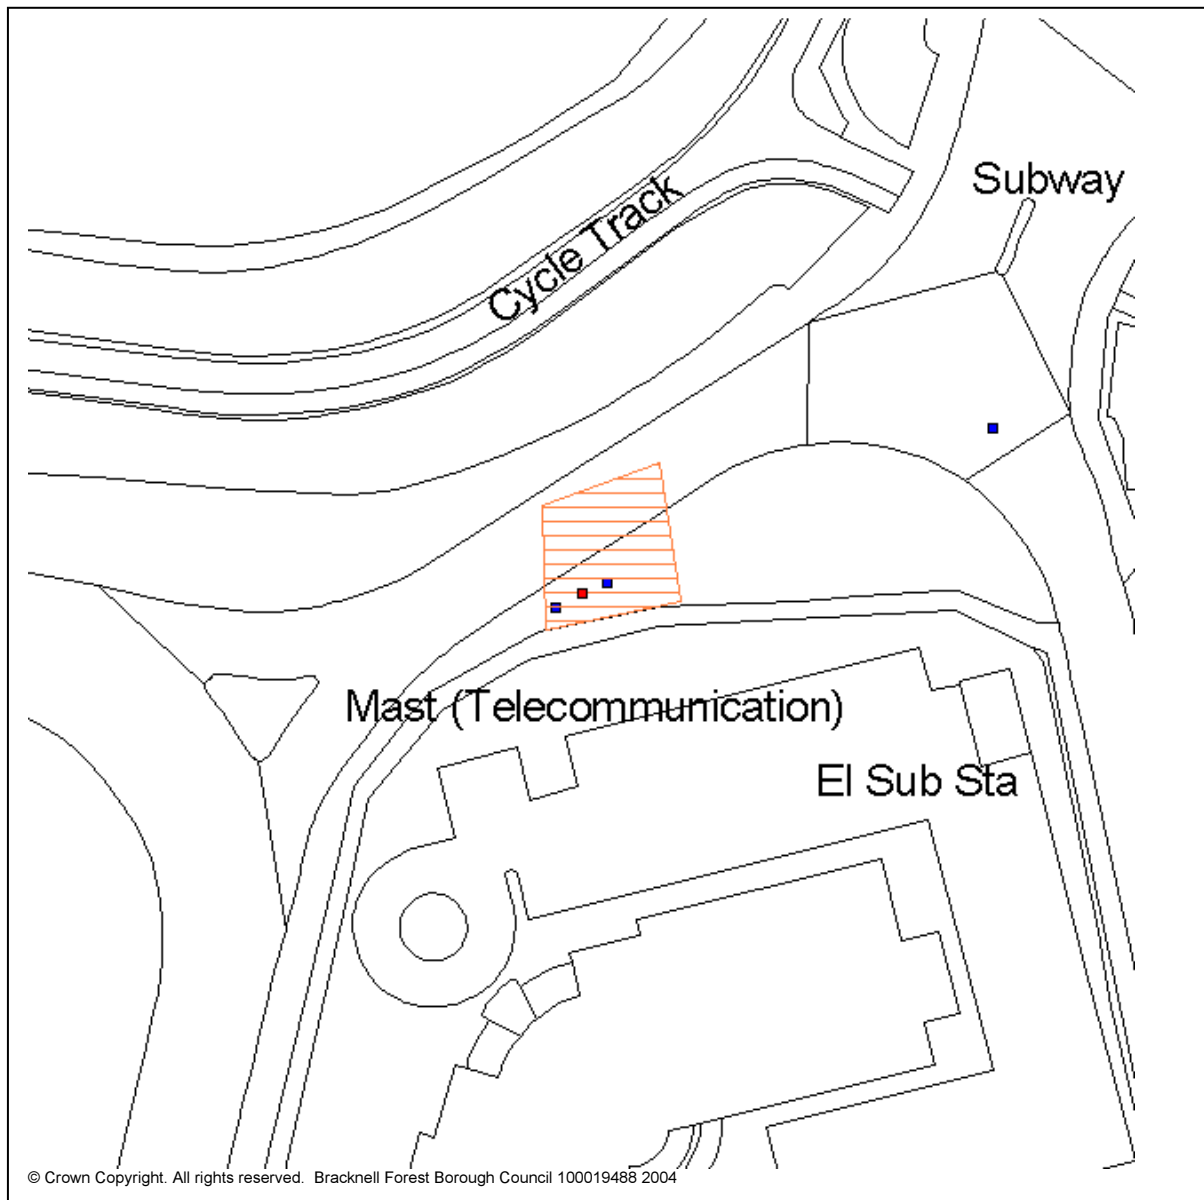 Subway
Cycle Track
Mast (Telecommunication)
El Sub Sta
© Crown Copyright. All rights reserved. Bracknell Forest Borough Council 100019488 2004